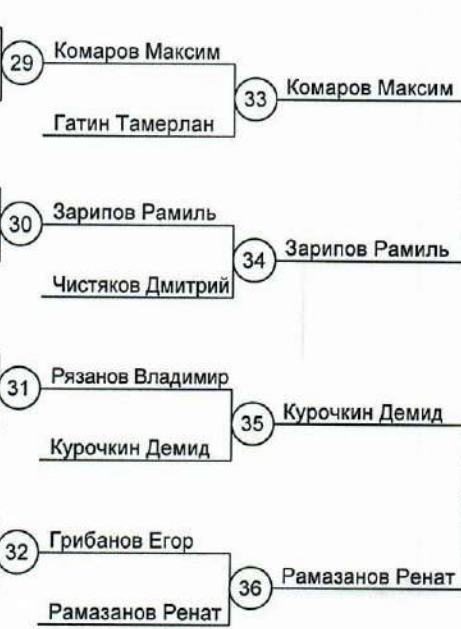 29 Комаров Максим
33 Комаров Максим
Гатин Тамерлан
30 Зарипов Рамиль
34 Зарипов Рамиль
Чистяков Дмитрий
31 Рязанов Владимир
35 Курочкин Демид
Курочкин Демид
32 Грибанов Егор
36 Рамазанов Ренат
Рамазанов Ренат